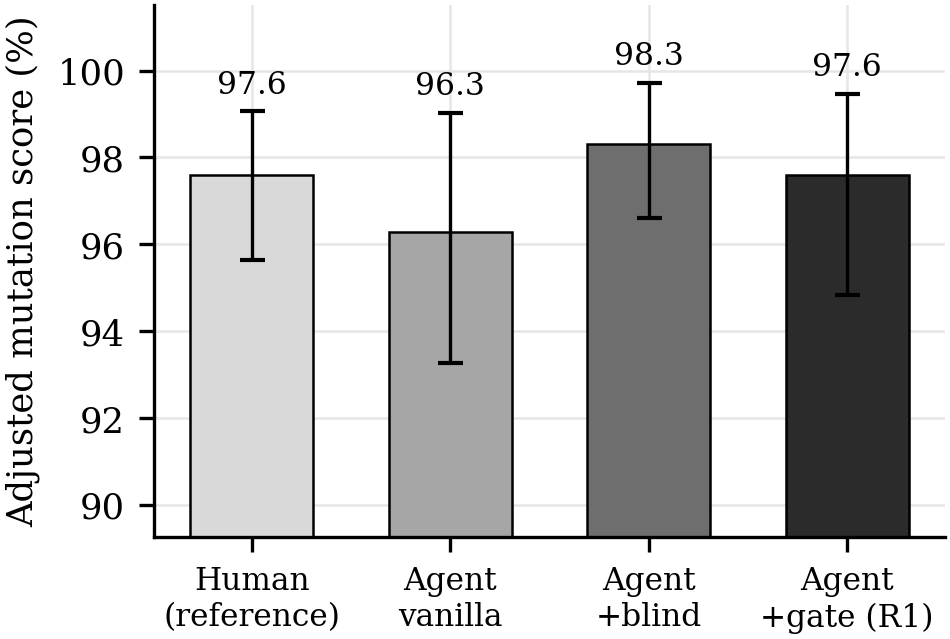 Adjusted mutation score (%)
100
98
96
94
92
90
97.6
96.3
98.3
97.6
Human
(reference)
Agent
vanilla
Agent
+blind
Agent
+gate (R1)